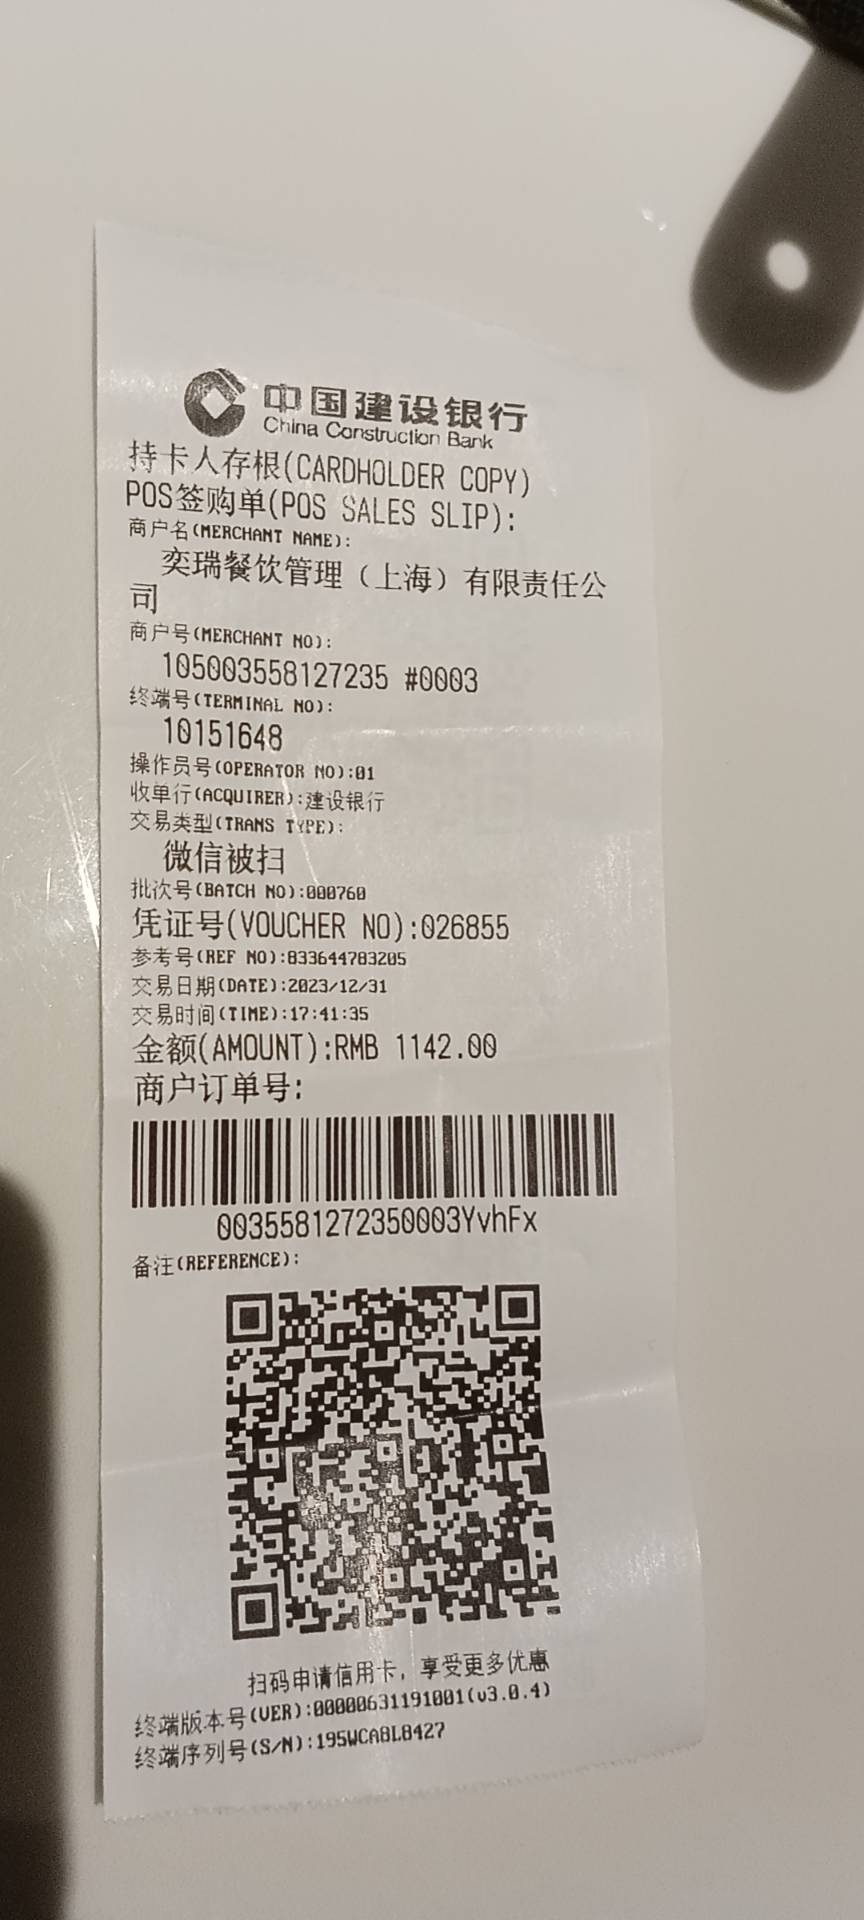 中国建设银行
China Construction Bank
持卡人存根(CARDHOLDER COPY)
POS签购单(POS SALES SLIP):
商户名(MERCHANT NAME):
奕瑞餐饮管理（上海）有限责任公
司
商户号(MERCHANT NO):
105003558127235 #0003
终端号(TERMINAL NO):
10151648
操作员号(OPERATOR NO):01
收单行(ACQUIRER):建设银行
交易类型(TRANS TYPE):
微信被扫
批次号(BATCH NO):000760
凭证号(VOUCHER NO):026855
参考号(REF NO):833644783205
交易日期(DATE):2023/12/31
交易时间(TIME):17:41:35
金额(AMOUNT):RMB 1142.00
商户订单号:
0035581272350003YvhFx
备注(REFERENCE):
扫码申请信用卡，享受更多优惠
终端版本号(VER):00000631191001(v3.0.4)
终端序列号(S/N):195WCA8L8427